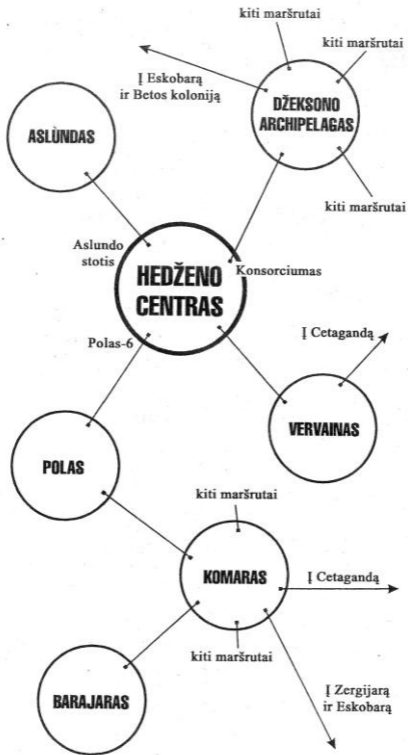 kiti maršrutai
kiti maršrutai
Į Eskobarą
ir Betos koloniją
DŽEKSONO
ARCHIPELAGAS
ASLÙNDAS
kiti maršrutai
Aslundo
stotis
Konsorciumas
HEDŽENO
CENTRAS
Polas-6
Į Cetagandą
VERVAINAS
POLAS
kiti maršrutai
KOMARAS
Į Cetagandą
kiti maršrutai
Į Zergijarą
ir Eskobarą
BARAJARAS